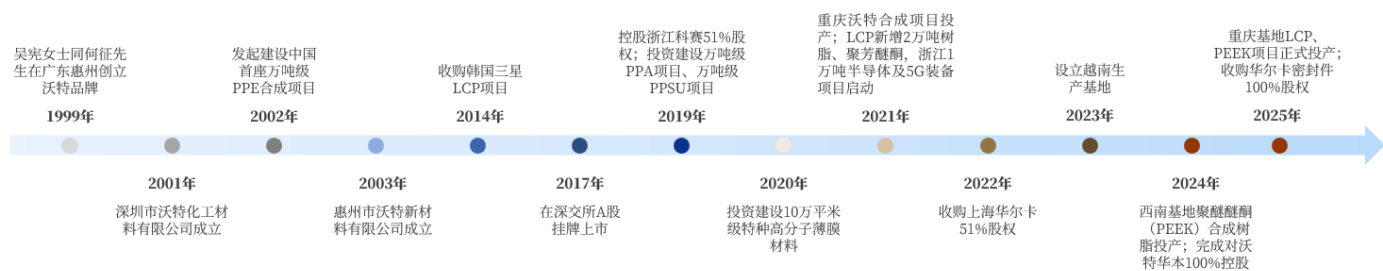 吴宪女士同何征先
生在广东惠州创立
沃特品牌
1999年
2001年
深圳市沃特化工材
料有限公司成立
发起建设中国
首座万吨级
PPE合成项目
2002年
2003年
惠州市沃特新材
料有限公司成立
收购韩国三星
LCP项目
2014年
2017年
在深交所A股
挂牌上市
控股浙江科赛51%股
权；投资建设万吨级
PPA项目、万吨级
PPSU项目
2019年
2020年
投资建设10万平米
级特种高分子薄膜
材料
重庆沃特合成项目投
产；LCP新增2万吨树
脂、聚芳醚酮，浙江1
万吨半导体及5G装备
项目启动
2021年
2022年
收购上海华尔卡
51%股权
设立越南生
产基地
2023年
2024年
西南基地聚醚醚酮
（PEEK）合成树
脂投产；完成对沃
特华本100%控股
重庆基地LCP、
PEEK项目正式投产；
收购华尔卡密封件
100%股权
2025年